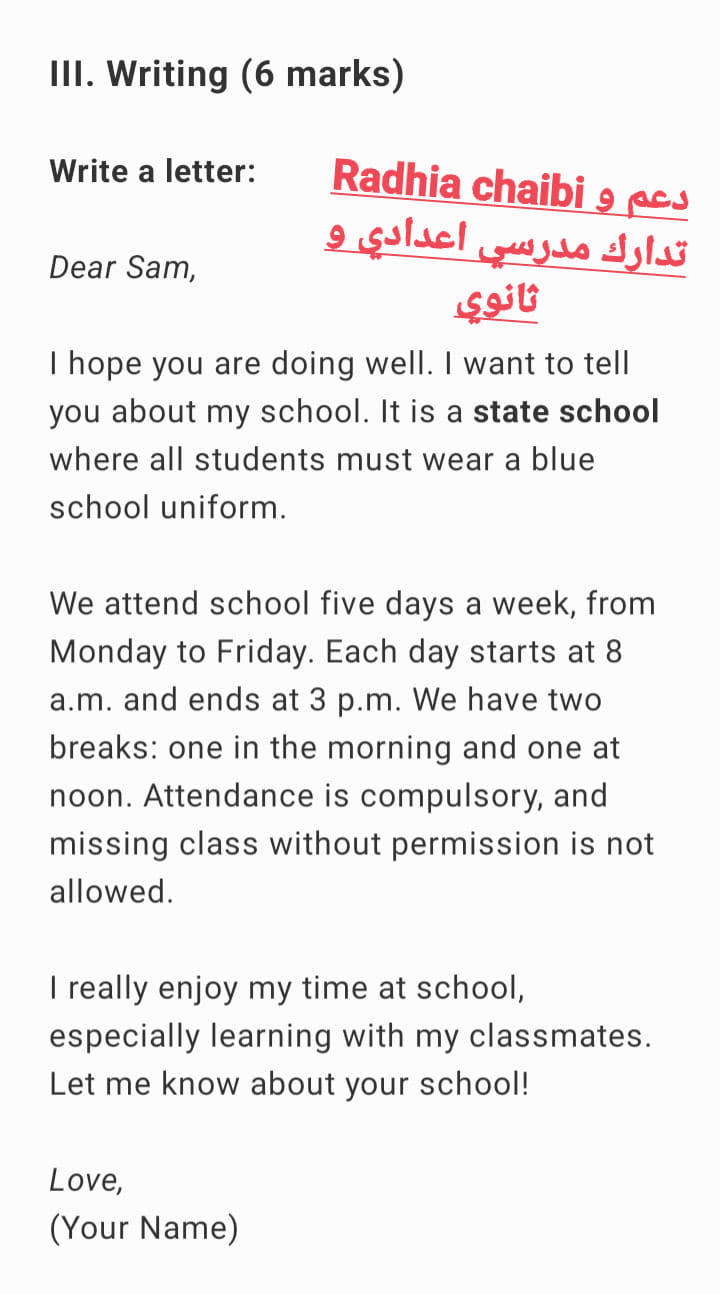 III. Writing (6 marks)
Write a letter:
Radhia chaibi دعم و
تدارك مدرسي اعدادي و
ثانوي
Dear Sam,
I hope you are doing well. I want to tell
you about my school. It is a state school
where all students must wear a blue
school uniform.
We attend school five days a week, from
Monday to Friday. Each day starts at 8
a.m. and ends at 3 p.m. We have two
breaks: one in the morning and one at
noon. Attendance is compulsory, and
missing class without permission is not
allowed.
I really enjoy my time at school,
especially learning with my classmates.
Let me know about your school!
Love,
(Your Name)